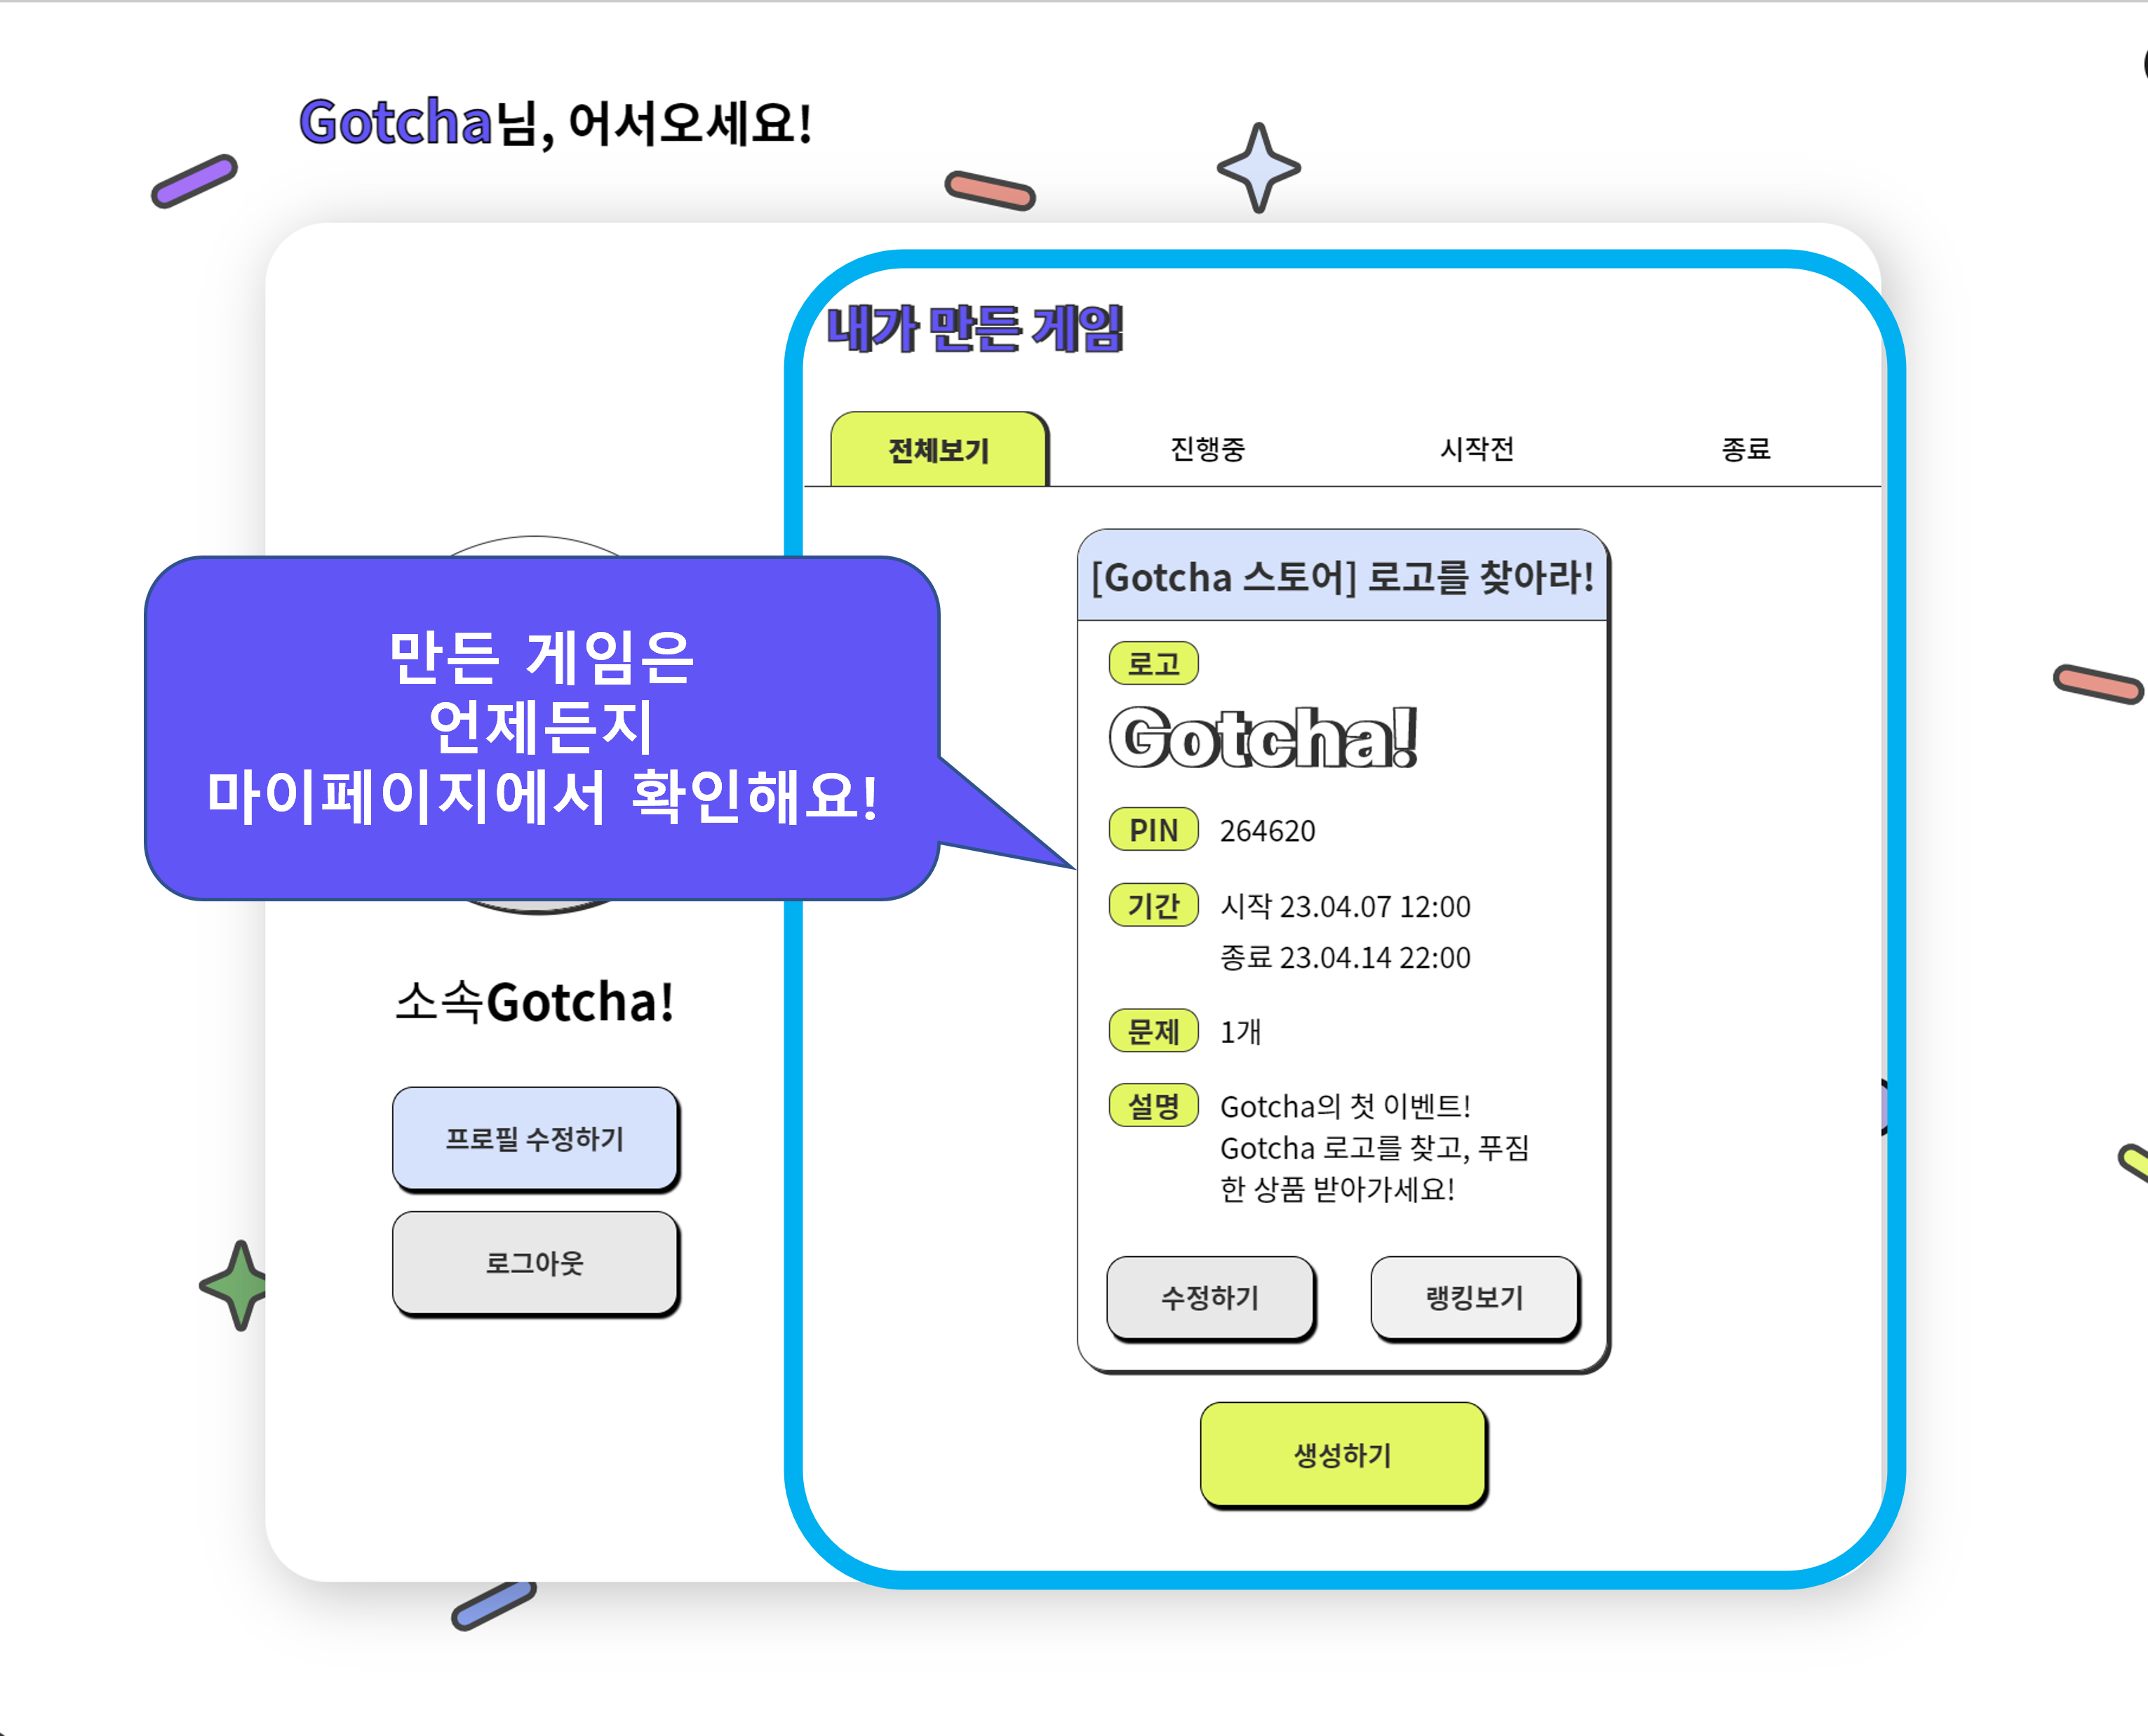 Gotcha님, 어서오세요!
내가 만든 게임
전체보기
진행중
시작전
종료
만든 게임은
언제든지
마이페이지에서 확인해요!
소속Gotcha!
프로필 수정하기
로그아웃
[Gotcha 스토어] 로고를 찾아라!
로고
Gotcha!
PIN 264620
기간 시작 23.04.07 12:00
종료 23.04.14 22:00
문제 1개
설명 Gotcha의 첫 이벤트!
Gotcha 로고를 찾고, 푸짐
한 상품 받아가세요!
수정하기
랭킹보기
생성하기